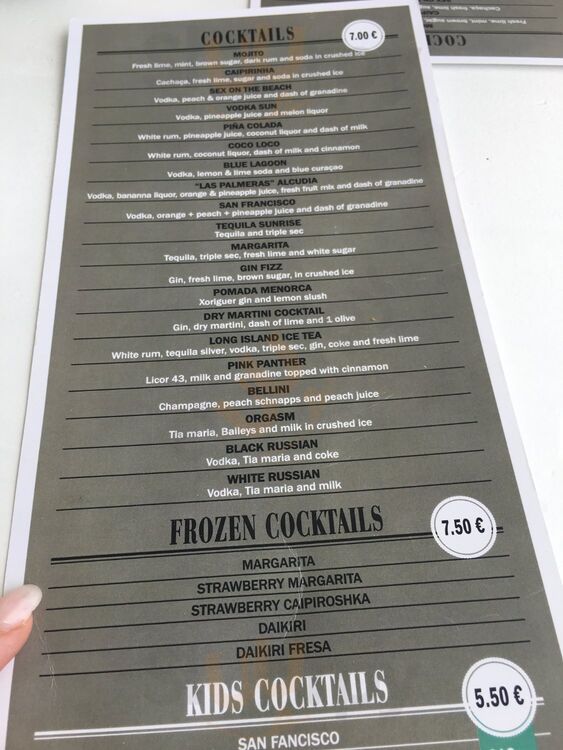 COCKTAILS
7.00 €
MOJITO
Fresh lime, mint, brown sugar, dark rum and soda in crushed ice
CAIPIRINHA
Cachaça, fresh lime, sugar and soda in crushed ice
SEX ON THE BEACH
Vodka, peach & orange juice and dash of granadine
VODKA SUN
Vodka, pineapple juice and melon liquor
PIÑA COLADA
White rum, pineapple juice, coconut liquor and dash of milk
COCO LOCO
White rum, coconut liquor, dash of milk and cinnamon
BLUE LAGOON
Vodka, lemon & lime soda and blue curaçao
"LAS PALMERAS" ALCUDIA
Vodka, bananna liquor, orange & pineapple juice, fresh fruit mix and dash of granadine
SAN FRANCISCO
Vodka, orange + peach + pineapple juice and dash of granadine
TEQUILA SUNRISE
Tequila and triple sec
MARGARITA
Tequila, triple sec, fresh lime and white sugar
GIN FIZZ
Gin, fresh lime, brown sugar, in crushed ice
POMADA MENORCA
Xoriguer gin and lemon slush
DRY MARTINI COCKTAIL
Gin, dry martini, dash of lime and 1 olive
LONG ISLAND ICE TEA
White rum, tequila silver, vodka, triple sec, gin, coke and fresh lime
PINK PANTHER
Licor 43, milk and granadine topped with cinnamon
BELLINI
Champagne, peach schnapps and peach juice
ORGASM
Tia maria, Baileys and milk in crushed ice
BLACK RUSSIAN
Vodka, Tia maria and coke
WHITE RUSSIAN
Vodka, Tia maria and milk
FROZEN COCKTAILS
7.50 €
MARGARITA
STRAWBERRY MARGARITA
STRAWBERRY CAIPIROSHKA
DAIKIRI
DAIKIRI FRESA
KIDS COCKTAILS
5.50 €
SAN FANCISCO